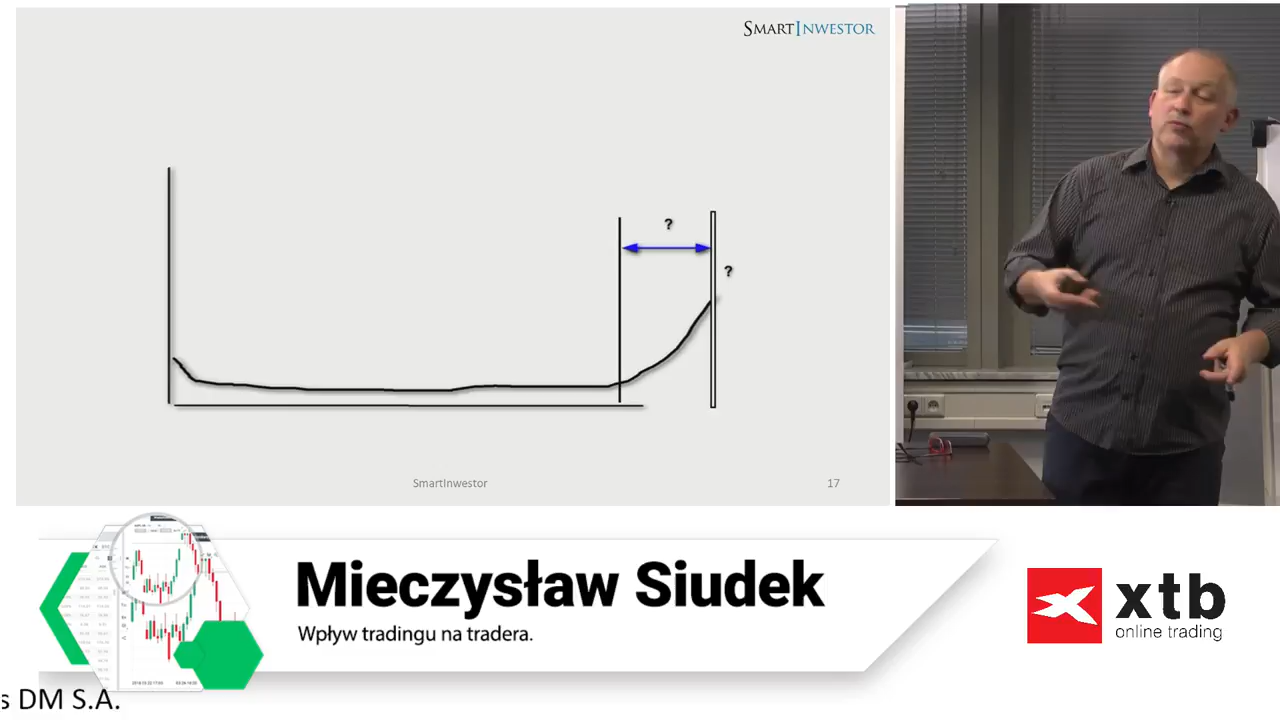 SMARTINWESTOR
?
?
SmartInwestor
17
Mieczysław Siudek
Wpływ tradingu na tradera.
xtb
online trading
s DM S.A.